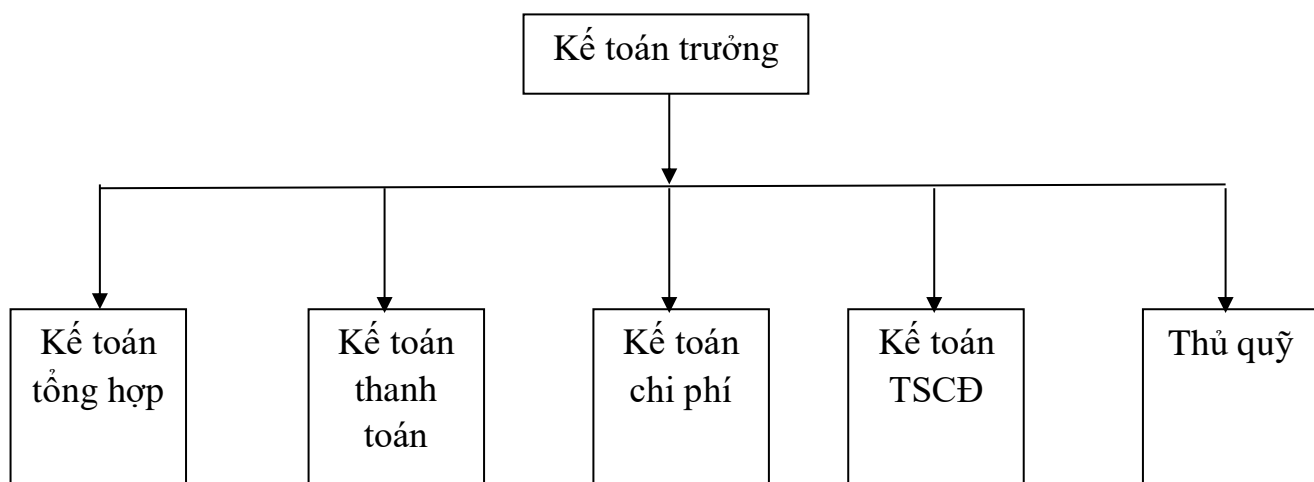 Kế toán trưởng
Kế toán
tổng hợp
Kế toán
thanh
toán
Kế toán
chi phí
Kế toán
TSCĐ
Thủ quỹ